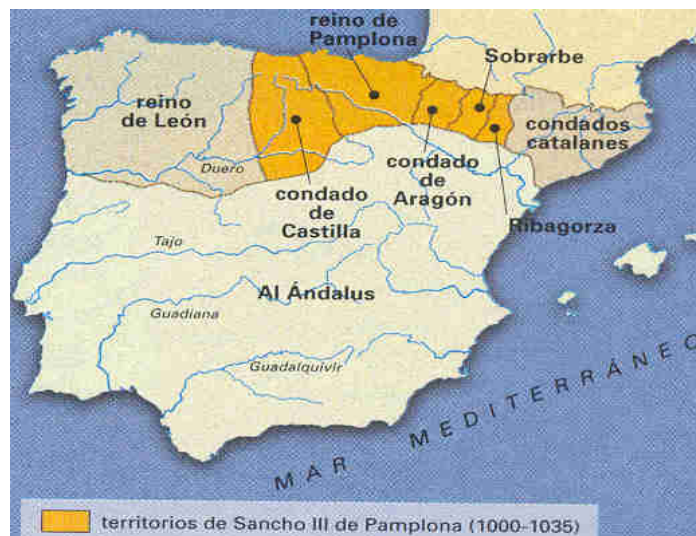 reino de
Pamplona
Sobrarbe
reino
de León
condados
catalanes
Duero
condado
de
Aragón
condado
de
Castilla
Ribagorza
Tajo
Al Ándalus
Guadiana
Guadalquivir
MAR MEDITERRÁNEO
territorios de Sancho III de Pamplona (1000-1035)